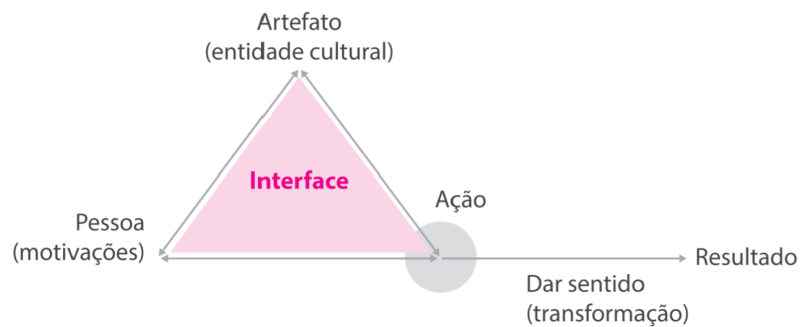 Artefato
(entidade cultural)
Interface
Ação
Pessoa
(motivações)
Resultado
Dar sentido
(transformação)